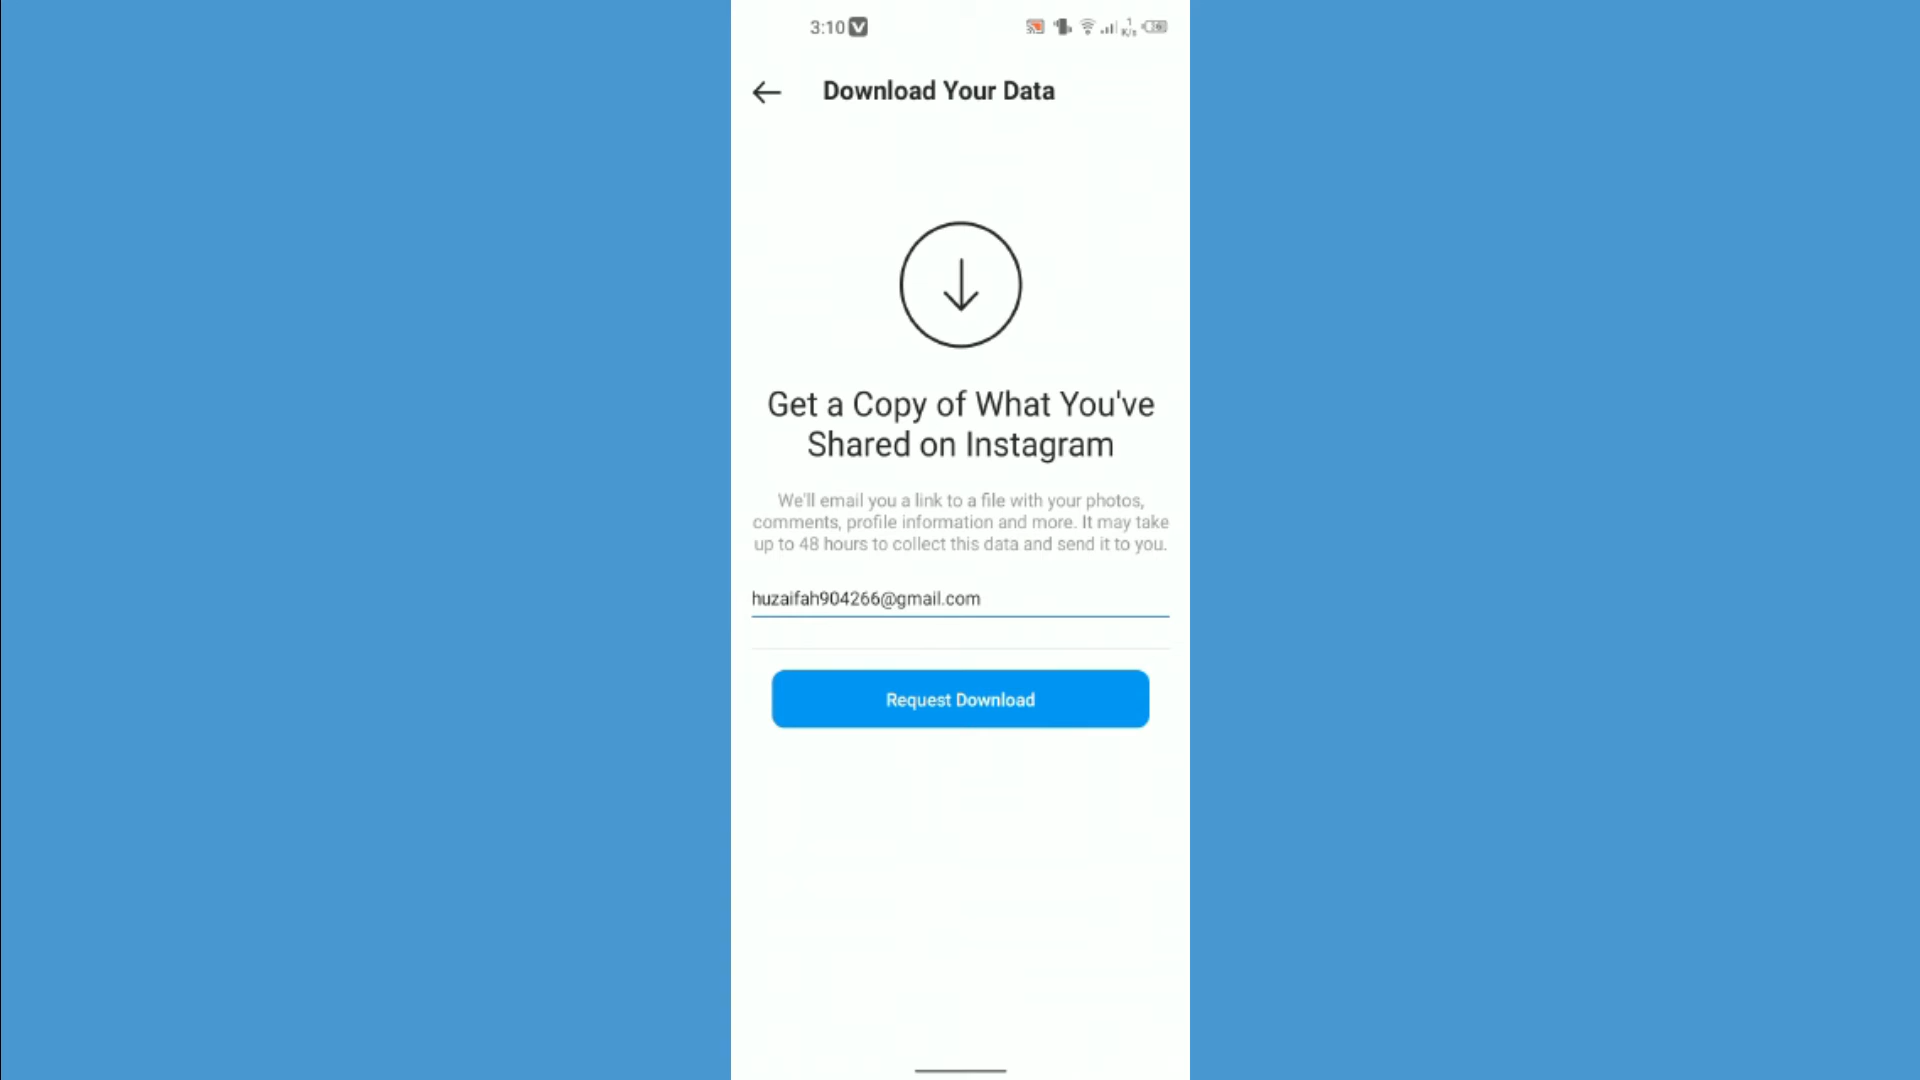 3:10
Download Your Data
Get a Copy of What You've
Shared on Instagram
We'll email you a link to a file with your photos,
comments, profile information and more. It may take
up to 48 hours to collect this data and send it to you.
huzaifah904266@gmail.com
Request Download